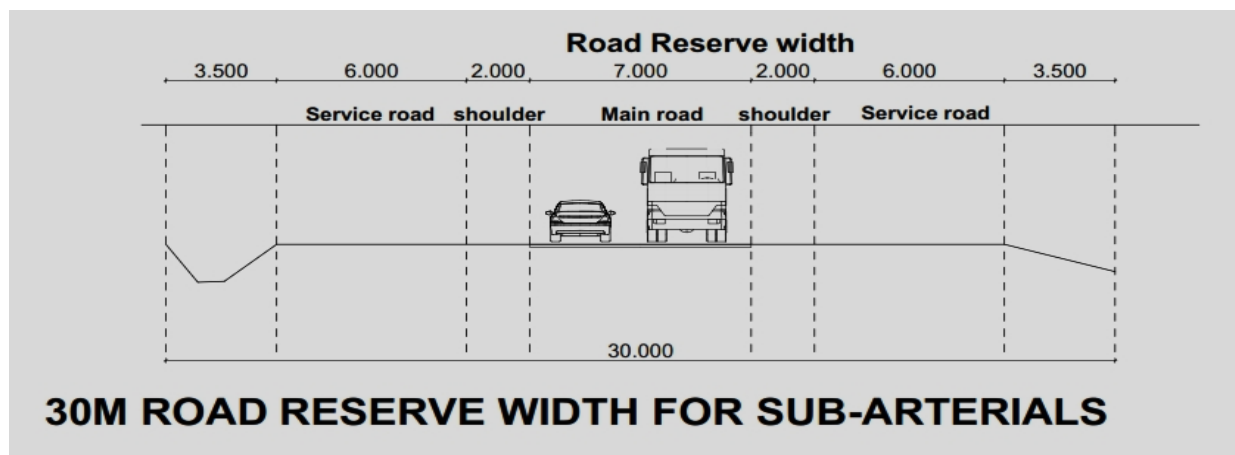 Road Reserve width
3.500 6.000 2.000 7.000 2.000 6.000 3.500
Service road shoulder Main road shoulder Service road
30.000
30M ROAD RESERVE WIDTH FOR SUB-ARTERIALS